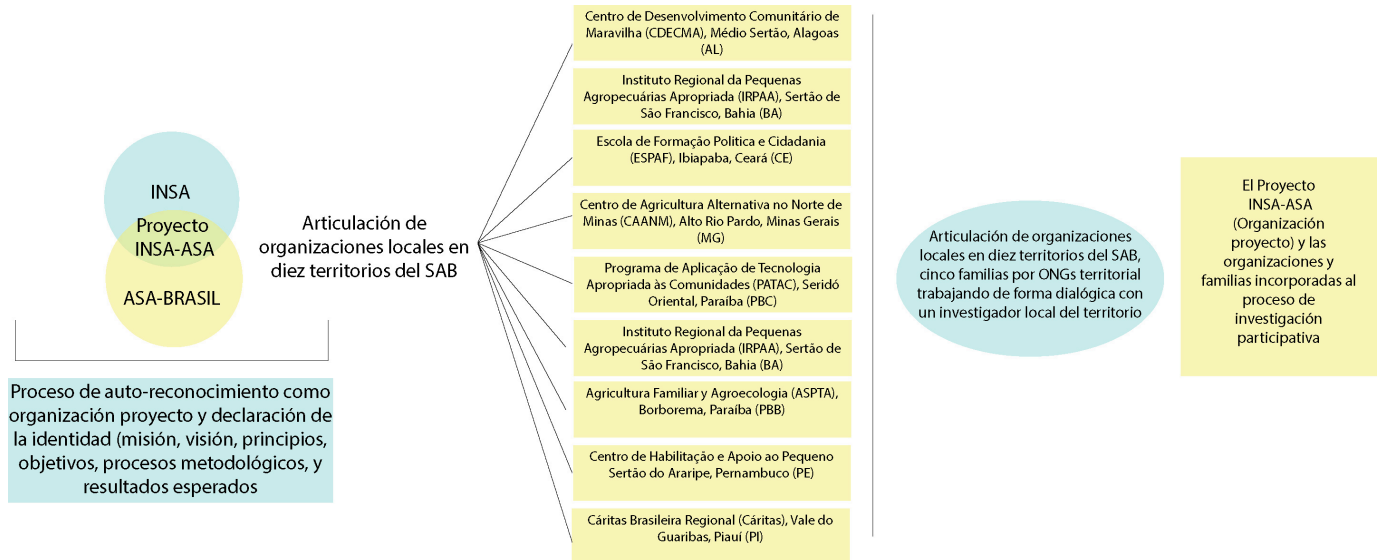 INSA
Proyecto
INSA-ASA
ASA-BRASIL
Proceso de auto-reconocimiento como
organización proyecto y declaración de
la identidad (misión, visión, principios,
objetivos, procesos metodológicos, y
resultados esperados
Articulación de
organizaciones locales en
diez territorios del SAB
Centro de Desenvolvimento Comunitário de
Maravilha (CDECMA), Médio Sertão, Alagoas
(AL)
Instituto Regional da Pequenas
Agropecuárias Apropriada (IRPAA), Sertão de
São Francisco, Bahia (BA)
Escola de Formação Politica e Cidadania
(ESPAF), Ibiapaba, Ceará (CE)
Centro de Agricultura Alternativa no Norte de
Minas (CAANM), Alto Rio Pardo, Minas Gerais
(MG)
Programa de Aplicação de Tecnologia
Apropriada às Comunidades (PATAC), Seridó
Oriental, Paraíba (PBC)
Instituto Regional da Pequenas
Agropecuárias Apropriada (IRPAA), Sertão de
São Francisco, Bahia (BA)
Agricultura Familiar y Agroecologia (ASPTA),
Borborema, Paraíba (PBB)
Centro de Habilitação e Apoio ao Pequeno
Sertão do Araripe, Pernambuco (PE)
Cáritas Brasileira Regional (Cáritas), Vale do
Guaribas, Piauí (PI)
Articulación de organizaciones
locales en diez territorios del SAB,
cinco familias por ONGs territorial
trabajando de forma dialógica con
un investigador local del territorio
El Proyecto
INSA-ASA
(Organización
proyecto) y las
organizaciones y
familias incorporadas al
proceso de
investigación
participativa